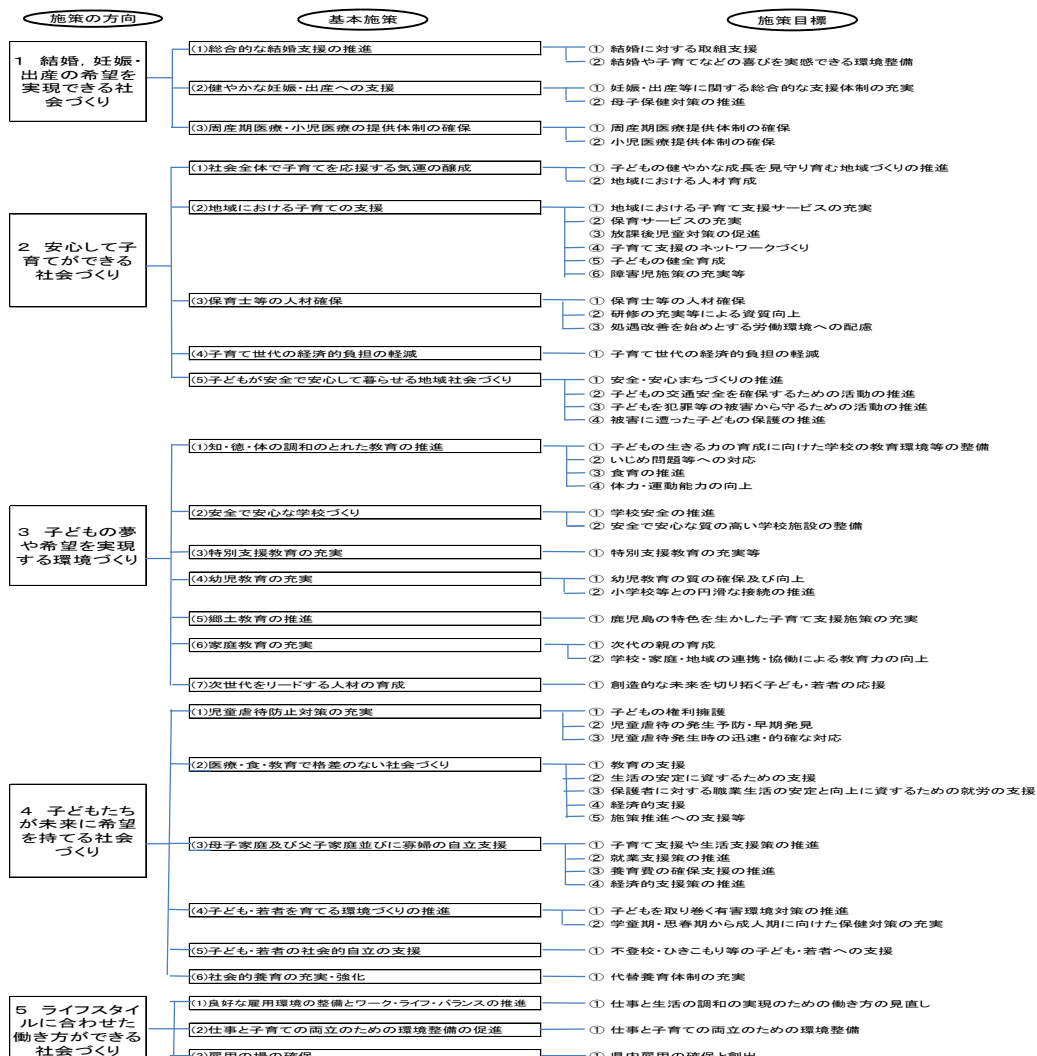 施策の方向
基本施策
施策目標
1 結婚，妊娠・
出産の希望を
実現できる社
会づくり
(1)総合的な結婚支援の推進
① 結婚に対する取組支援
② 結婚や子育てなどの喜びを実感できる環境整備
(2)健やかな妊娠・出産への支援
① 妊娠・出産等に関する総合的な支援体制の充実
② 母子保健対策の推進
(3)周産期医療・小児医療の提供体制の確保
① 周産期医療提供体制の確保
② 小児医療提供体制の確保
2 安心して子
育てができる
社会づくり
(1)社会全体で子育てを応援する気運の醸成
① 子どもの健やかな成長を見守り育む地域づくりの推進
② 地域における人材育成
(2)地域における子育ての支援
① 地域における子育て支援サービスの充実
② 保育サービスの充実
③ 放課後児童対策の促進
④ 子育て支援のネットワークづくり
⑤ 子どもの健全育成
⑥ 障害児施策の充実等
(3)保育士等の人材確保
① 保育士等の人材確保
② 研修の充実等による資質向上
③ 処遇改善を始めとする労働環境への配慮
(4)子育て世代の経済的負担の軽減
① 子育て世代の経済的負担の軽減
(5)子どもが安全で安心して暮らせる地域社会づくり
① 安全・安心まちづくりの推進
② 子どもの交通安全を確保するための活動の推進
③ 子どもを犯罪等の被害から守るための活動の推進
④ 被害に遭った子どもの保護の推進
3 子どもの夢
や希望を実現
する環境づくり
(1)知・徳・体の調和のとれた教育の推進
① 子どもの生きる力の育成に向けた学校の教育環境等の整備
② いじめ問題等への対応
③ 食育の推進
④ 体力・運動能力の向上
(2)安全で安心な学校づくり
① 学校安全の推進
② 安全で安心な質の高い学校施設の整備
(3)特別支援教育の充実
① 特別支援教育の充実等
(4)幼児教育の充実
① 幼児教育の質の確保及び向上
② 小学校等との円滑な接続の推進
(5)郷土教育の推進
① 鹿児島の特色を生かした子育て支援施策の充実
(6)家庭教育の充実
① 次代の親の育成
② 学校・家庭・地域の連携・協働による教育力の向上
(7)次世代をリードする人材の育成
① 創造的な未来を切り拓く子ども・若者の応援
4 子どもたち
が未来に希望
を持てる社会
づくり
(1)児童虐待防止対策の充実
① 子どもの権利擁護
② 児童虐待の発生予防・早期発見
③ 児童虐待発生時の迅速・的確な対応
(2)医療・食・教育で格差のない社会づくり
① 教育の支援
② 生活の安定に資するための支援
③ 保護者に対する職業生活の安定と向上に資するための就労の支援
④ 経済的支援
⑤ 施策推進への支援等
(3)母子家庭及び父子家庭並びに寡婦の自立支援
① 子育て支援や生活支援策の推進
② 就業支援策の推進
③ 養育費の確保支援の推進
④ 経済的支援策の推進
(4)子ども・若者を育てる環境づくりの推進
① 子どもを取り巻く有害環境対策の推進
② 学童期・思春期から成人期に向けた保健対策の充実
(5)子ども・若者の社会的自立の支援
① 不登校・ひきこもり等の子ども・若者への支援
(6)社会的養育の充実・強化
① 代替養育体制の充実
5 ライフスタイ
ルに合わせた
働き方ができる
社会づくり
(1)良好な雇用環境の整備とワーク・ライフ・バランスの推進
① 仕事と生活の調和の実現のための働き方の見直し
(2)仕事と子育ての両立のための環境整備の促進
① 仕事と子育ての両立のための環境整備
(3)雇用の場の確保
① 県内雇用の確保と創出